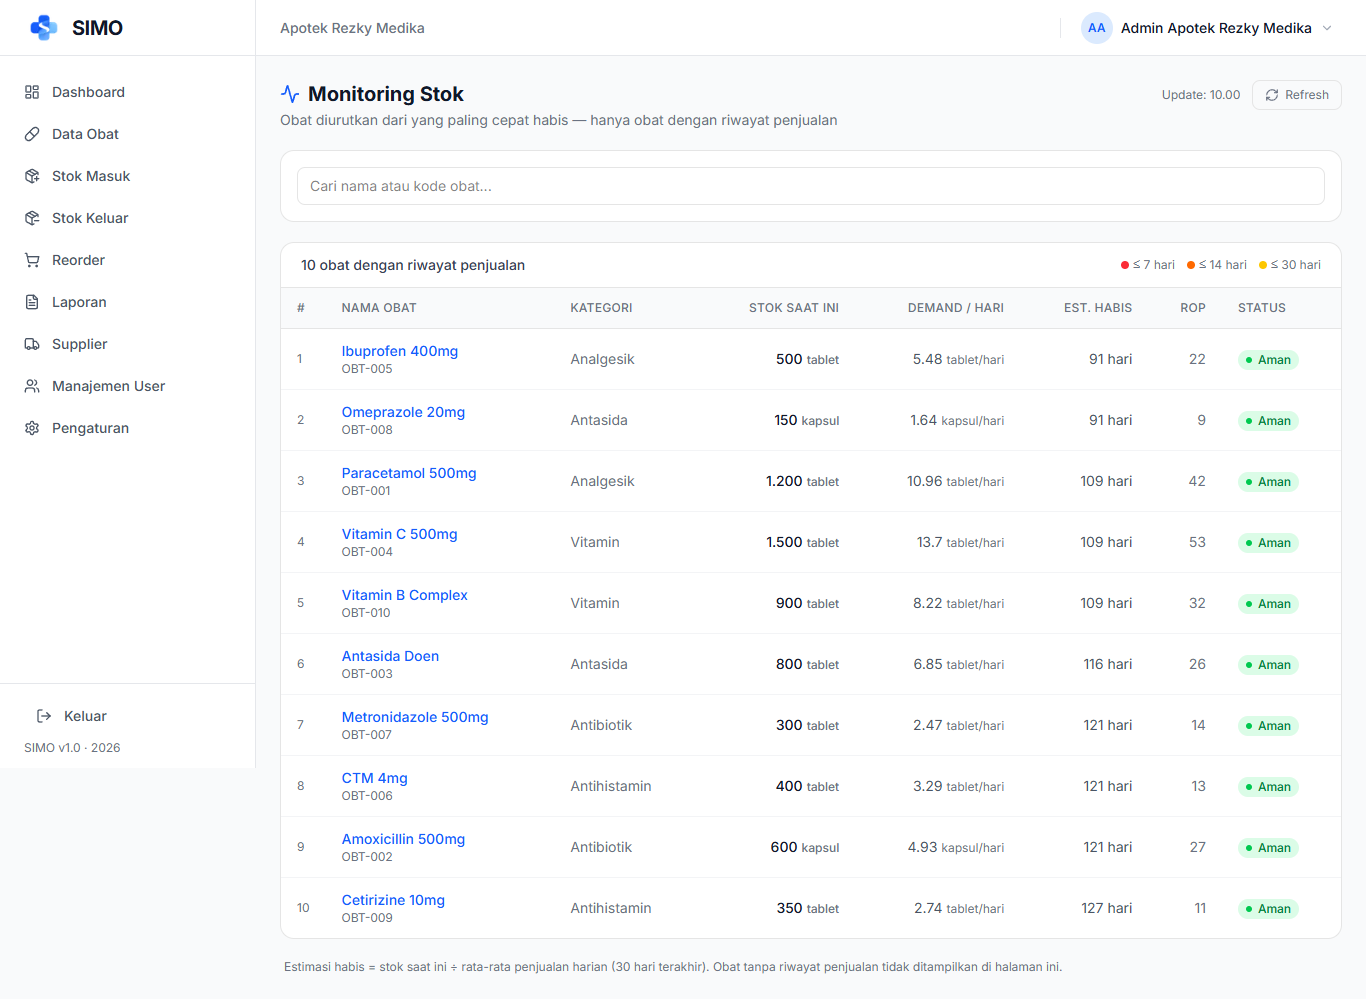 SIMO
Apotek Rezky Medika
AA Admin Apotek Rezky Medika
Dashboard
Data Obat
Stok Masuk
Stok Keluar
Reorder
Laporan
Supplier
Manajemen User
Pengaturan
Keluar
SIMO v1.0 · 2026
Monitoring Stok
Obat diurutkan dari yang paling cepat habis — hanya obat dengan riwayat penjualan
Update: 10.00 Refresh
Cari nama atau kode obat...
10 obat dengan riwayat penjualan
≤ 7 hari ≤ 14 hari ≤ 30 hari
# NAMA OBAT KATEGORI STOK SAAT INI DEMAND / HARI EST. HABIS ROP STATUS
1 Ibuprofen 400mg Analgesik 500 tablet 5.48 tablet/hari 91 hari 22 Aman
OBT-005
2 Omeprazole 20mg Antasida 150 kapsul 1.64 kapsul/hari 91 hari 9 Aman
OBT-008
3 Paracetamol 500mg Analgesik 1.200 tablet 10.96 tablet/hari 109 hari 42 Aman
OBT-001
4 Vitamin C 500mg Vitamin 1.500 tablet 13.7 tablet/hari 109 hari 53 Aman
OBT-004
5 Vitamin B Complex Vitamin 900 tablet 8.22 tablet/hari 109 hari 32 Aman
OBT-010
6 Antasida Doen Antasida 800 tablet 6.85 tablet/hari 116 hari 26 Aman
OBT-003
7 Metronidazole 500mg Antibiotik 300 tablet 2.47 tablet/hari 121 hari 14 Aman
OBT-007
8 CTM 4mg Antihistamin 400 tablet 3.29 tablet/hari 121 hari 13 Aman
OBT-006
9 Amoxicillin 500mg Antibiotik 600 kapsul 4.93 kapsul/hari 121 hari 27 Aman
OBT-002
10 Cetirizine 10mg Antihistamin 350 tablet 2.74 tablet/hari 127 hari 11 Aman
OBT-009
Estimasi habis = stok saat ini ÷ rata-rata penjualan harian (30 hari terakhir). Obat tanpa riwayat penjualan tidak ditampilkan di halaman ini.